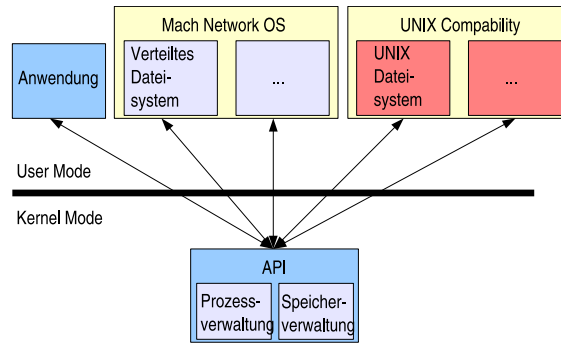 Mach Network OS
UNIX Compability
Anwendung
Verteiltes
Datei-
system
...
UNIX
Datei-
system
...
User Mode
Kernel Mode
API
Prozess-
verwaltung
Speicher-
verwaltung